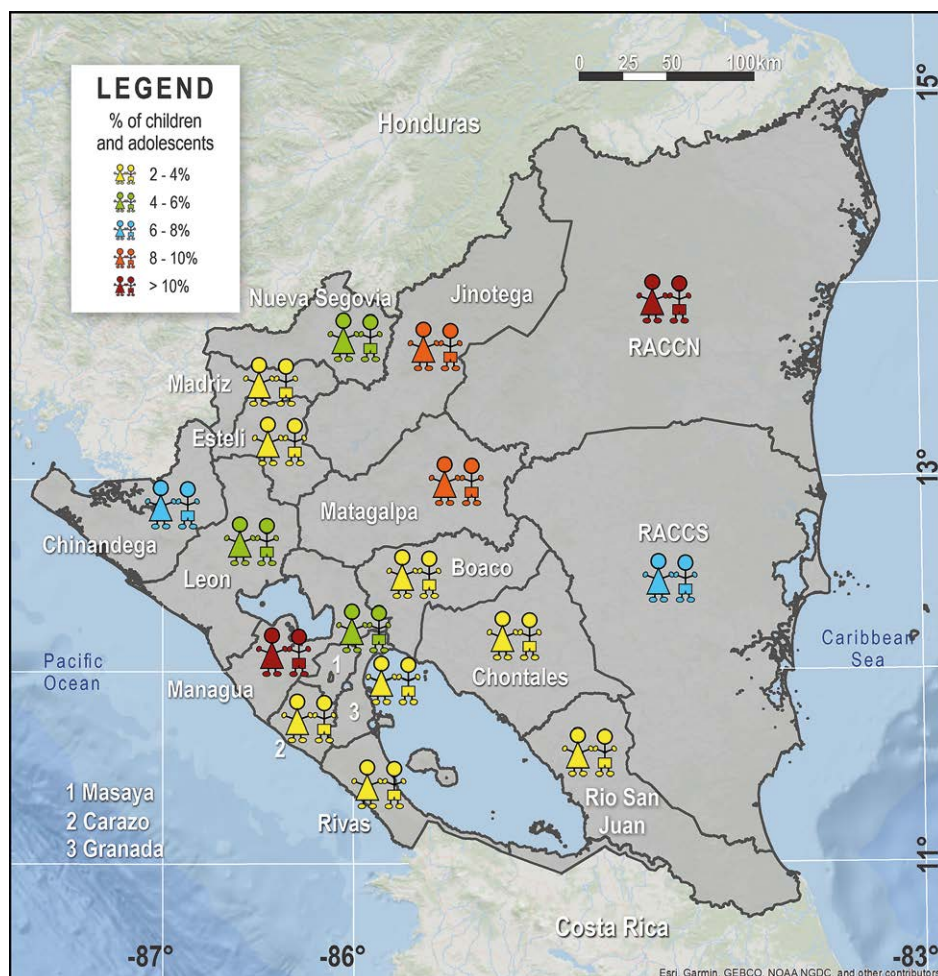 LEGEND
% of children
and adolescents
2 - 4%
4 - 6%
6 - 8%
8 - 10%
> 10%
0 25 50 100km
Honduras
15°
Nueva Segovia
Jinotega
RACCN
Madriz
Esteli
13°
Matagalpa
Chinandega
RACCS
Boaco
Leon
1
Pacific
Ocean
Caribbean
Sea
Chontales
Managua
3
2
1 Masaya
2 Carazo
3 Granada
Rivas
Rio San
Juan
11°
Costa Rica
-87°
-86°
-83°
Esri, Garmin, GEBCO, NOAA NGDC, and other contributor